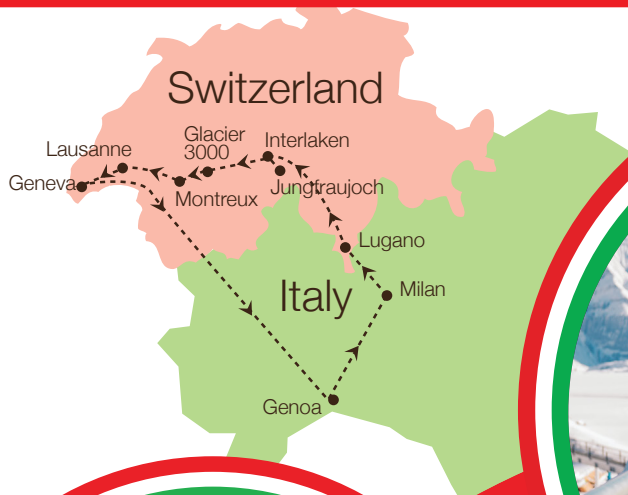 Switzerland
Glacier
3000
Interlaken
Lausanne
Geneva
Montreux
Jungfraujoch
Lugano
Italy
Milan
Genoa